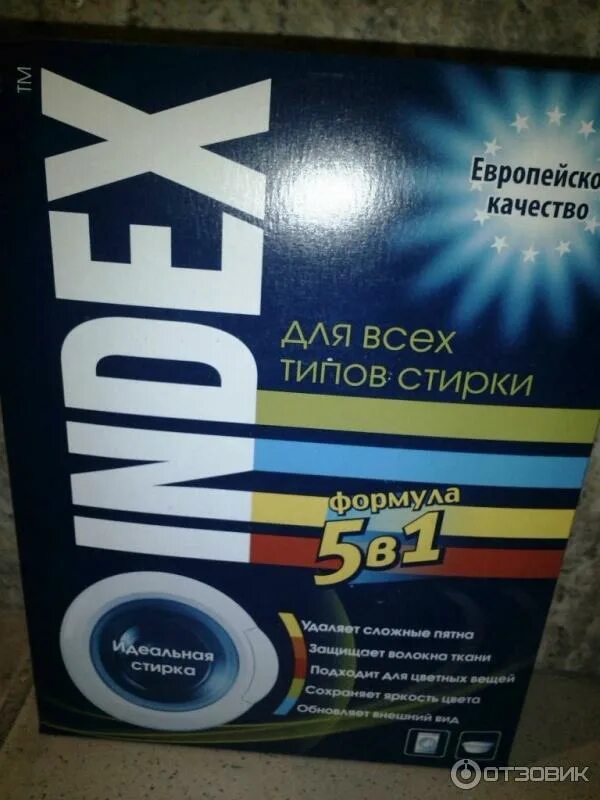 TM
INDEX
Европейско
качество
для всех
типов стирки
формула
5в1
Идеальная
стирка
Удаляет сложные пятна
Защищает волокна ткани
Подходит для цветных вещей
Сохраняет яркость цвета
Обновляет внешний вид
ОТЗОВИК